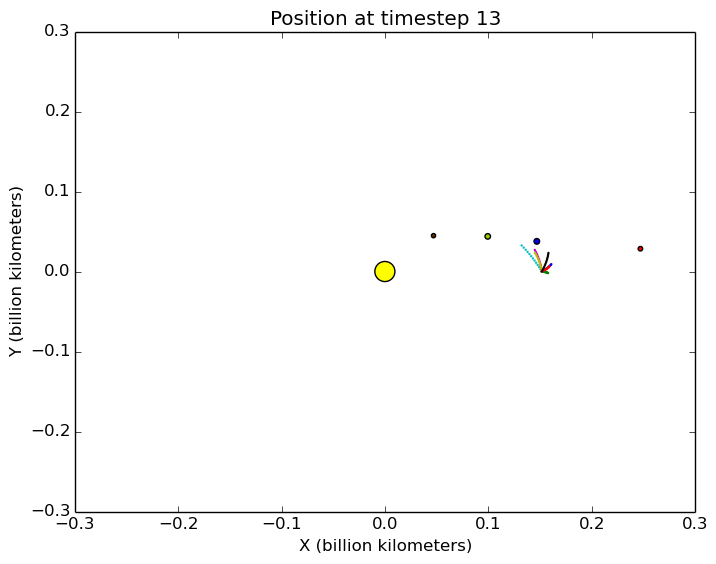 Position at timestep 13
0.3
0.2
0.1
0.0
−0.1
−0.2
−0.3
Y (billion kilometers)
−0.3 −0.2 −0.1 0.0 0.1 0.2 0.3
X (billion kilometers)